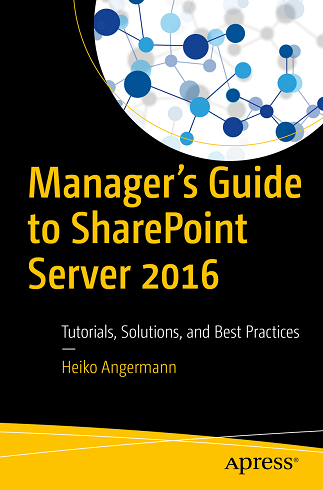 Manager’s Guide
to SharePoint
Server 2016
Tutorials, Solutions, and Best Practices
—
Heiko Angermann
Apress®